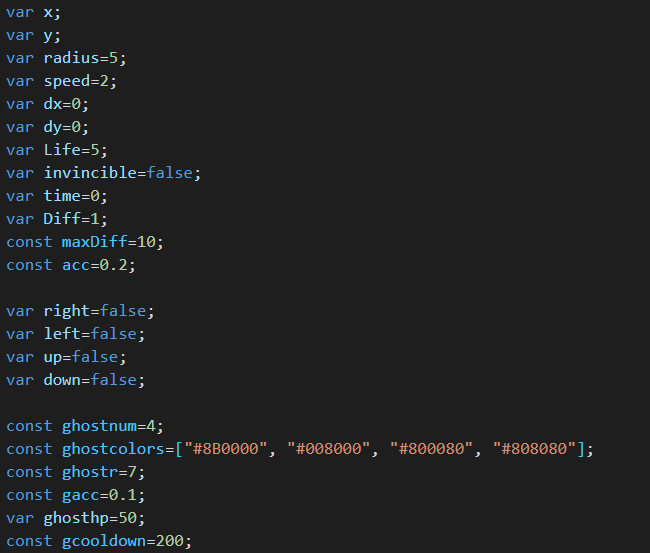 var x;
var y;
var radius=5;
var speed=2;
var dx=0;
var dy=0;
var Life=5;
var invincible=false;
var time=0;
var Diff=1;
const maxDiff=10;
const acc=0.2;

var right=false;
var left=false;
var up=false;
var down=false;

const ghostnum=4;
const ghostcolors=["#8B0000", "#008000", "#800080", "#808080"];
const ghostr=7;
const gacc=0.1;
var ghosthp=50;
const gcooldown=200;